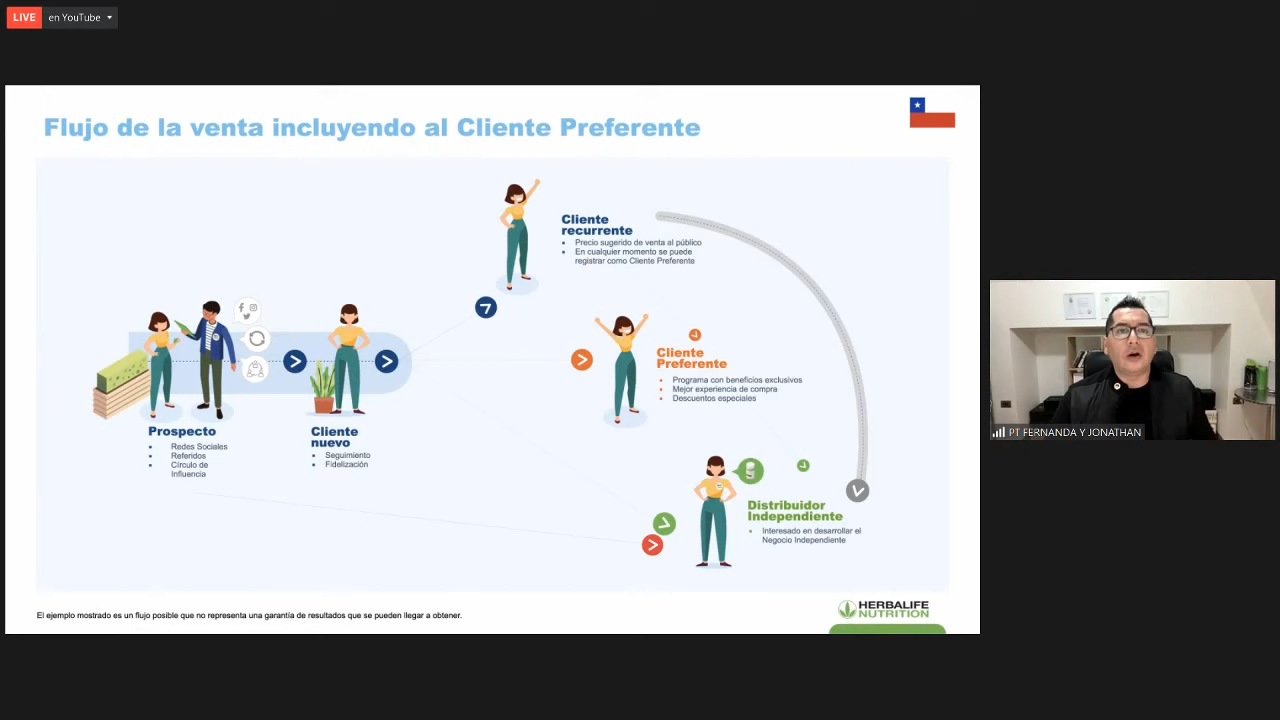 LIVE en YouTube
Flujo de la venta incluyendo al Cliente Preferente
Cliente
recurrente
• Precio sugerido de venta al público
• En cualquier momento se puede
registrar como Cliente Preferente
Cliente
Preferente
• Programa con beneficios exclusivos
• Mejor experiencia de compra
• Descuentos especiales
Prospecto
• Redes Sociales
• Referidos
• Círculo de
Influencia
Cliente
nuevo
• Seguimiento
• Fidelización
Distribuidor
Independiente
• Interesado en desarrollar el
Negocio Independiente
El ejemplo mostrado es un flujo posible que no representa una garantía de resultados que se pueden llegar a obtener.
HERBALIFE
NUTRITION
PT FERNANDA Y JONATHAN